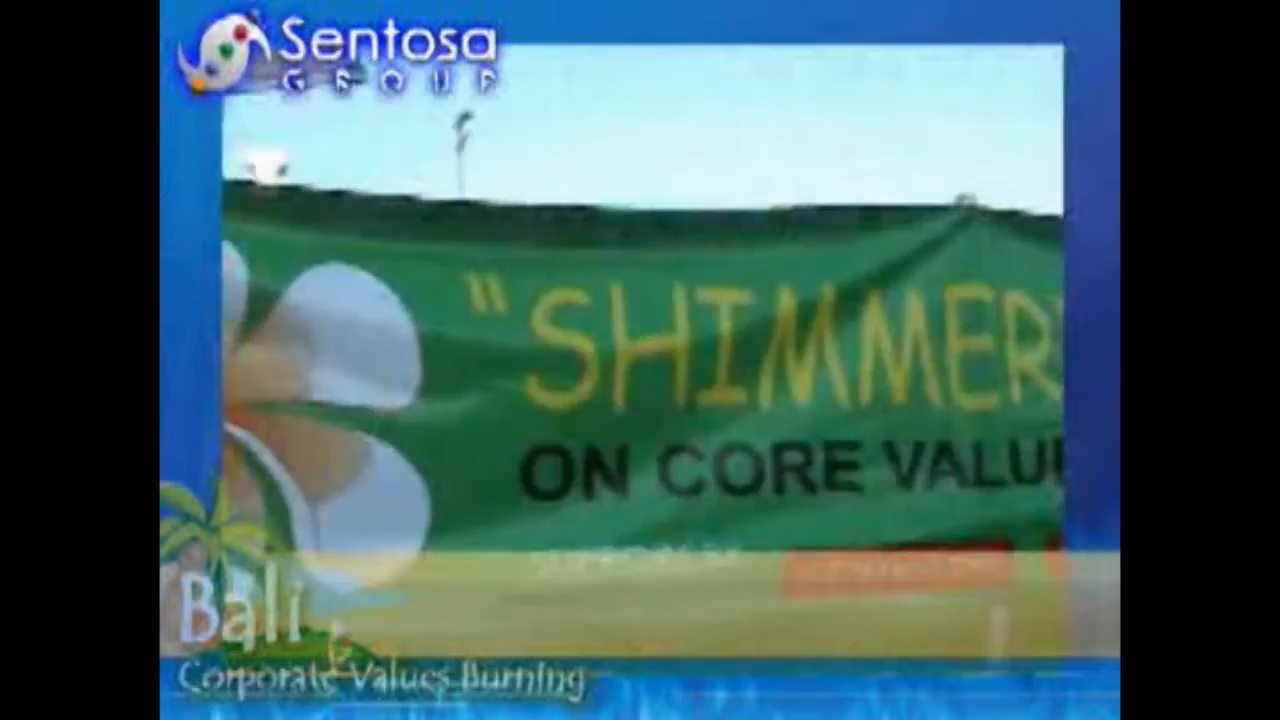 Sentosa
GROUP
"SHIMMER
ON CORE VALU
Bali
Corporate Values Burning